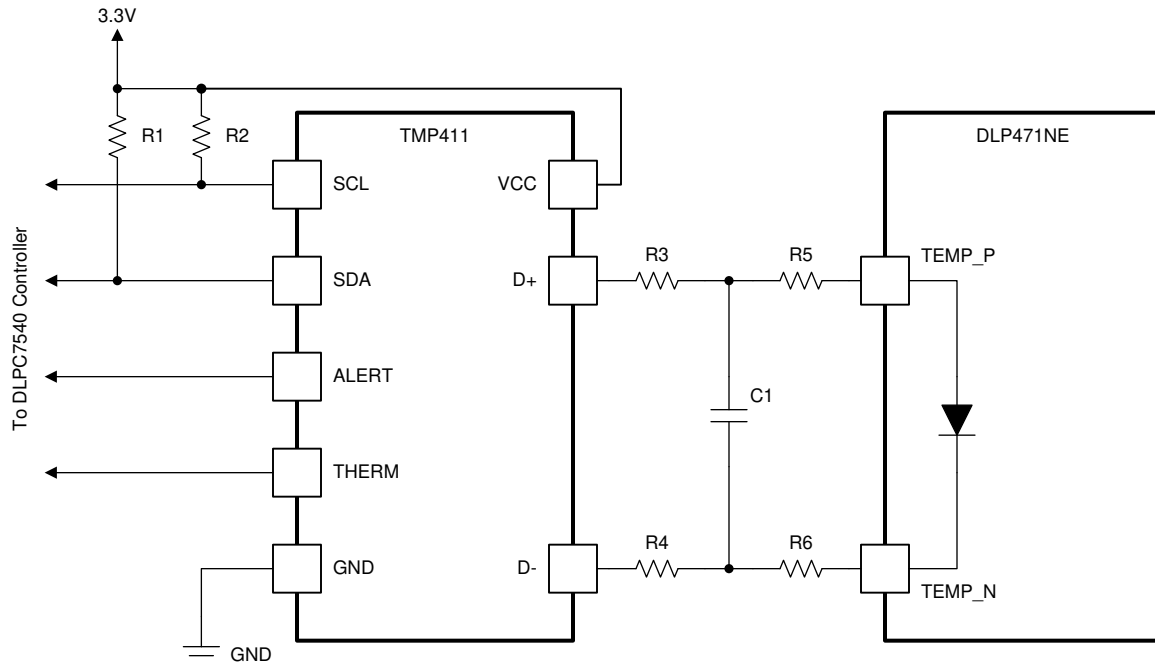 3.3V
R1
R2
TMP411
DLP471NE
SCL
VCC
SDA
D+
R3
R5
TEMP_P
To DLPC7540 Controller
ALERT
C1
THERM
GND
D-
R4
R6
TEMP_N
GND